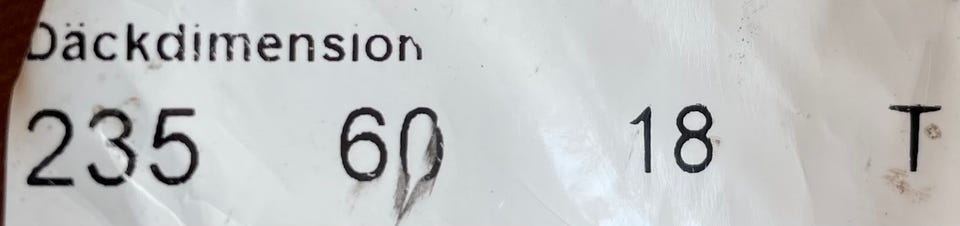 Däckdimension
235 60 18 T